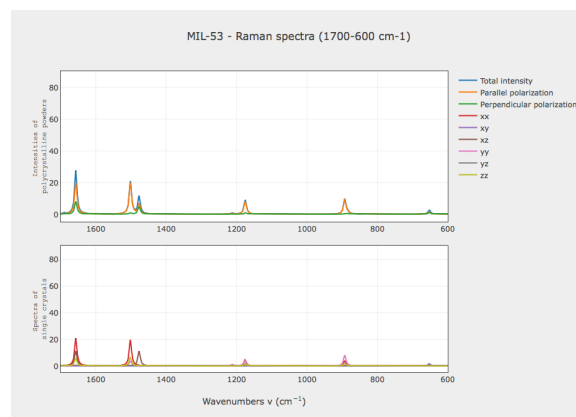 MIL-53 - Raman spectra (1700-600 cm-1)
80
60
40
20
0
Intensities of
polycrystalline powders
1600
1400
1200
1000
800
600
Total intensity
Parallel polarization
Perpendicular polarization
xx
xy
xz
yy
yz
zz
80
60
40
20
0
Spectra of
single crystals
1600
1400
1200
1000
800
600
Wavenumbers ν (cm⁻¹)